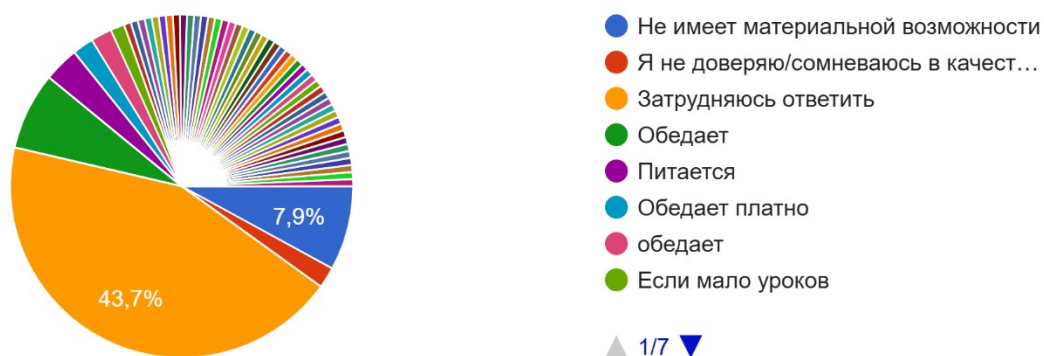 7,9%
43,7%
Не имеет материальной возможности
Я не доверяю/сомневаюсь в качест…
Затрудняюсь ответить
Обедает
Питается
Обедает платно
обедает
Если мало уроков
1/7